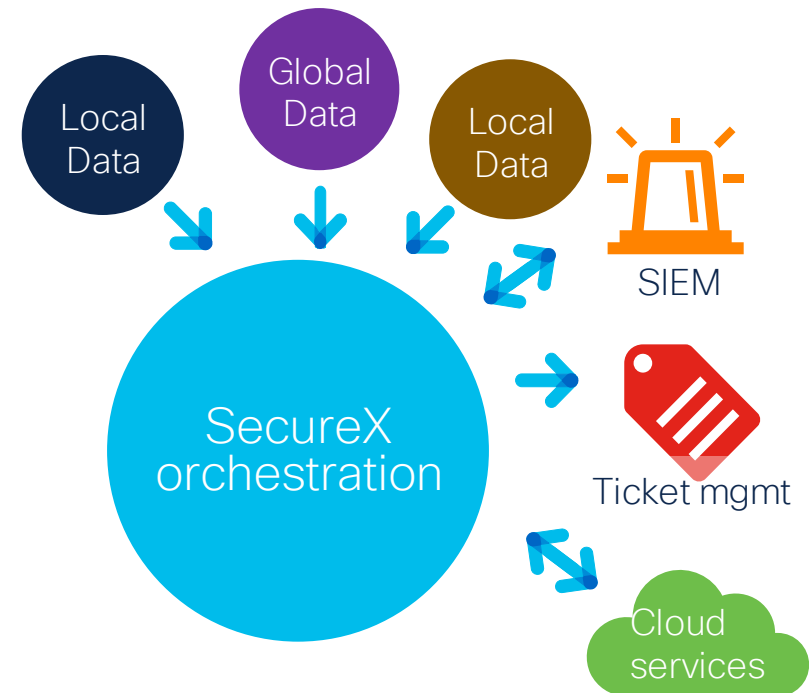 Local
Data
Global
Data
Local
Data
SIEM
SecureX
orchestration
Ticket mgmt
Cloud
services